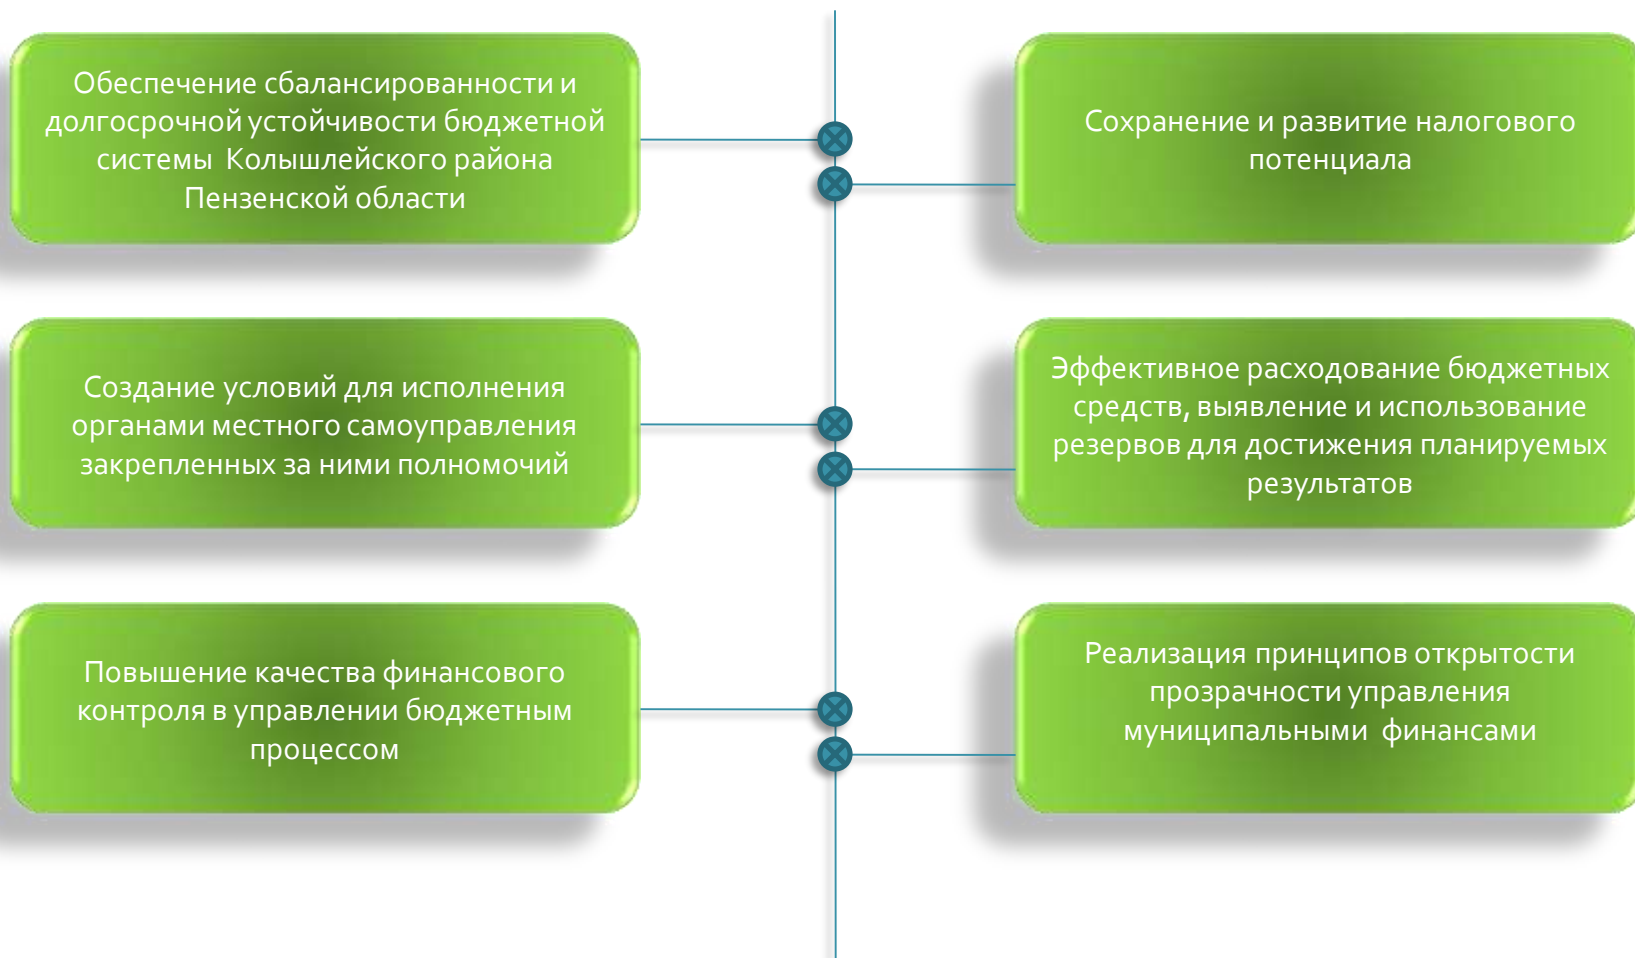 Обеспечение сбалансированности и
долгосрочной устойчивости бюджетной
системы Колышлейского района
Пензенской области
Сохранение и развитие налогового
потенциала
Создание условий для исполнения
органами местного самоуправления
закрепленных за ними полномочий
Эффективное расходование бюджетных
средств, выявление и использование
резервов для достижения планируемых
результатов
Повышение качества финансового
контроля в управлении бюджетным
процессом
Реализация принципов открытости
прозрачности управления
муниципальными финансами